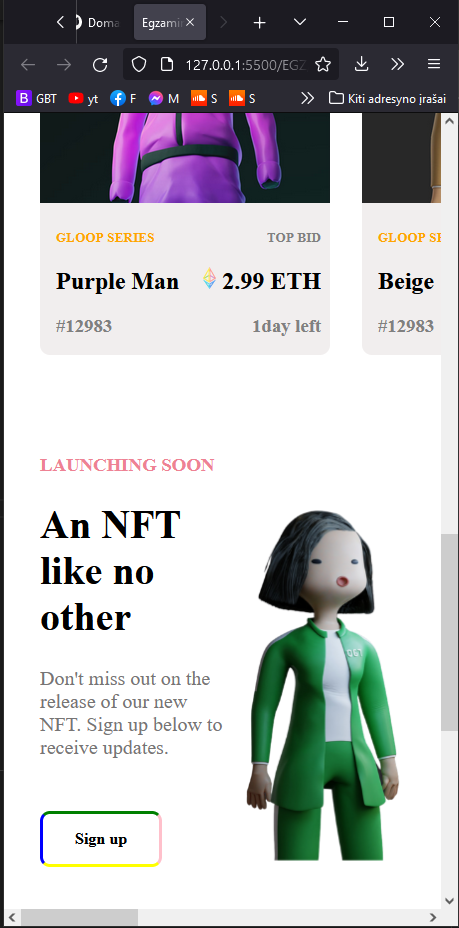 Doma
Egzamin
127.0.0.1:5500/EGZ
GBT yt F M S S Kiti adresyno įrašai
GLOOP SERIES TOP BID GLOOP SE
Purple Man 2.99 ETH Beige
#12983 1day left #12983
LAUNCHING SOON
An NFT
like no
other
Don't miss out on the
release of our new
NFT. Sign up below to
receive updates.
Sign up